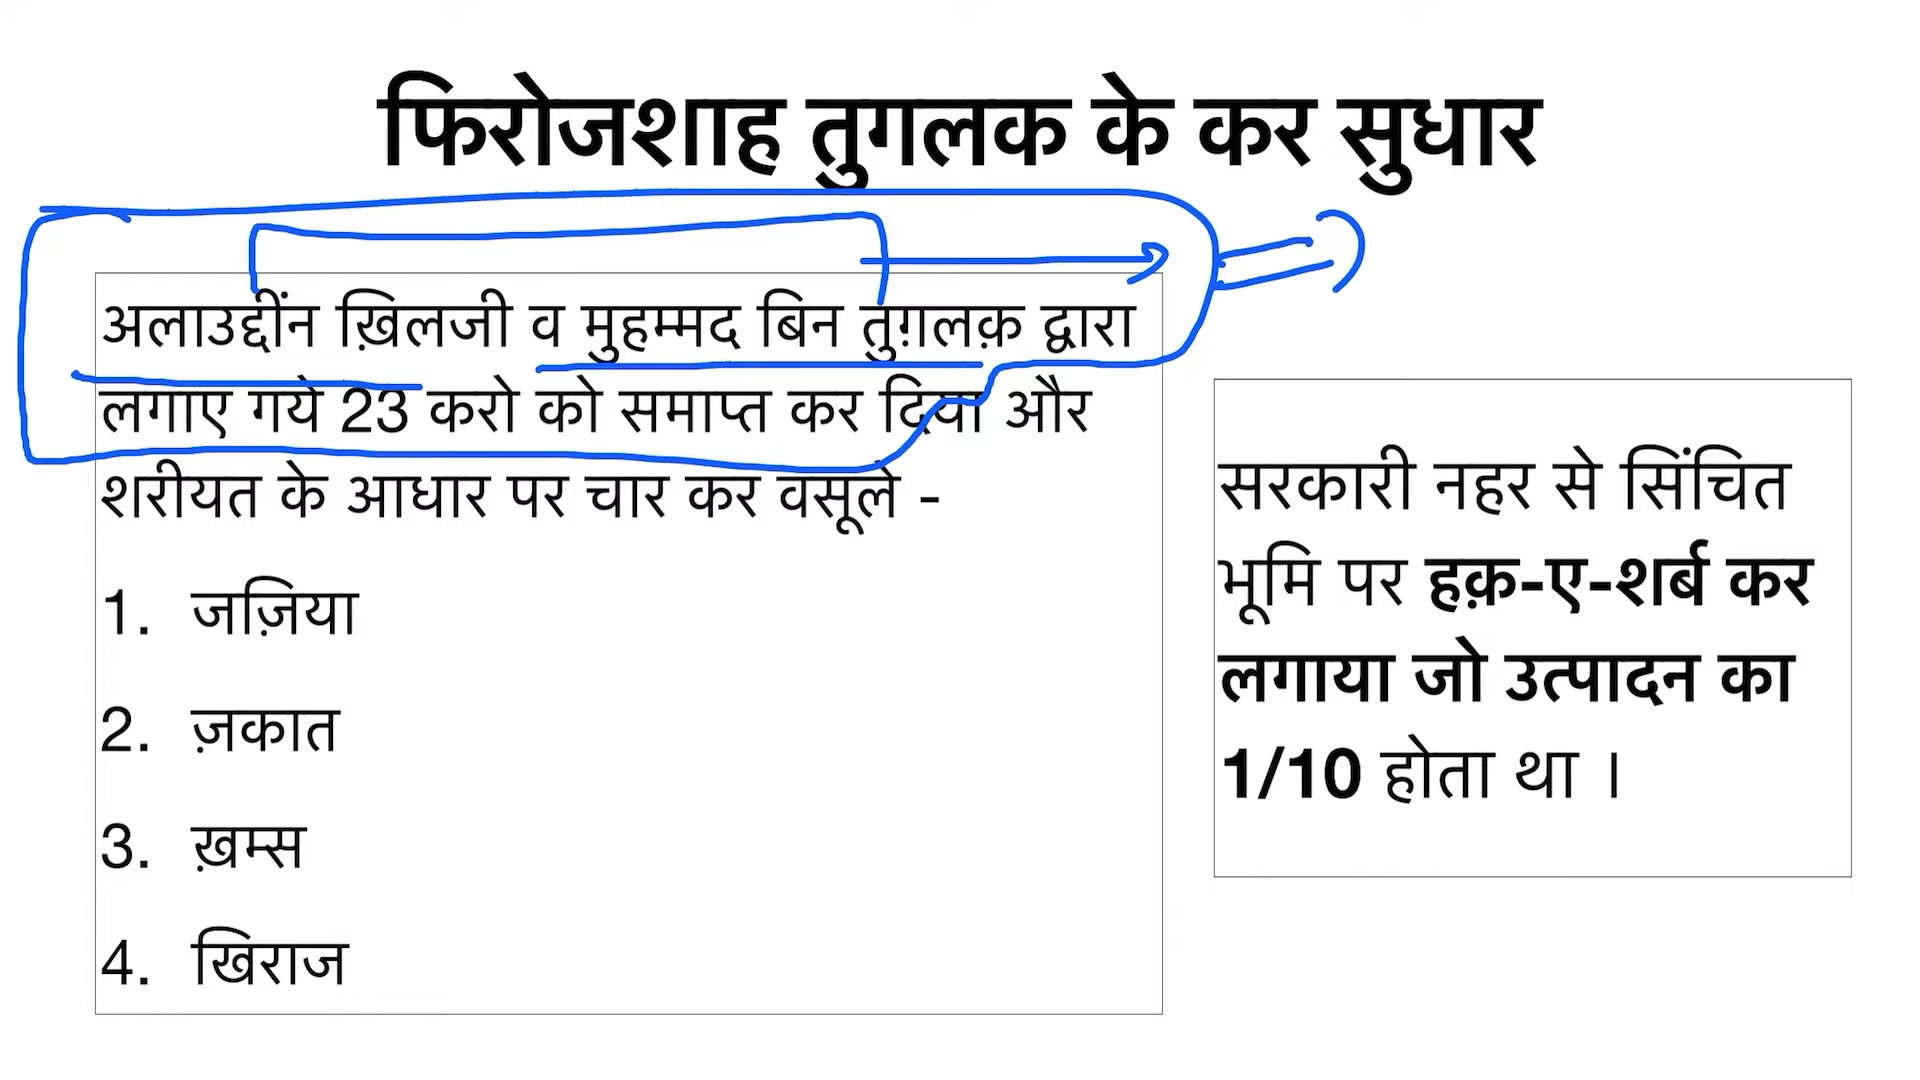 फिरोजशाह तुगलक के कर सुधार
अलाउद्दींन ख़िलजी व मुहम्मद बिन तुग़लक़ द्वारा
लगाए गये 23 करो को समाप्त कर दिया और
शरीयत के आधार पर चार कर वसूले -
1. जज़िया
2. ज़कात
3. ख़म्स
4. खिराज
सरकारी नहर से सिंचित
भूमि पर हक़-ए-शर्ब कर
लगाया जो उत्पादन का
1/10 होता था ।